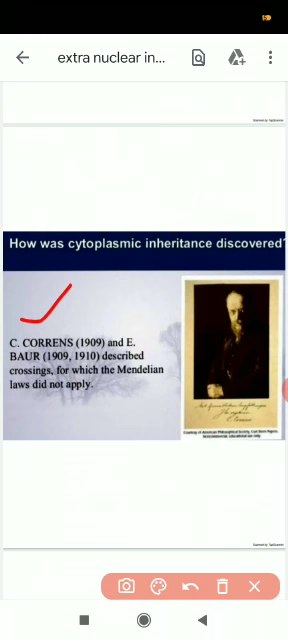 extra nuclear in...
How was cytoplasmic inheritance discovered?
C. CORRENS (1909) and E.
BAUR (1909, 1910) described
crossings, for which the Mendelian
laws did not apply.